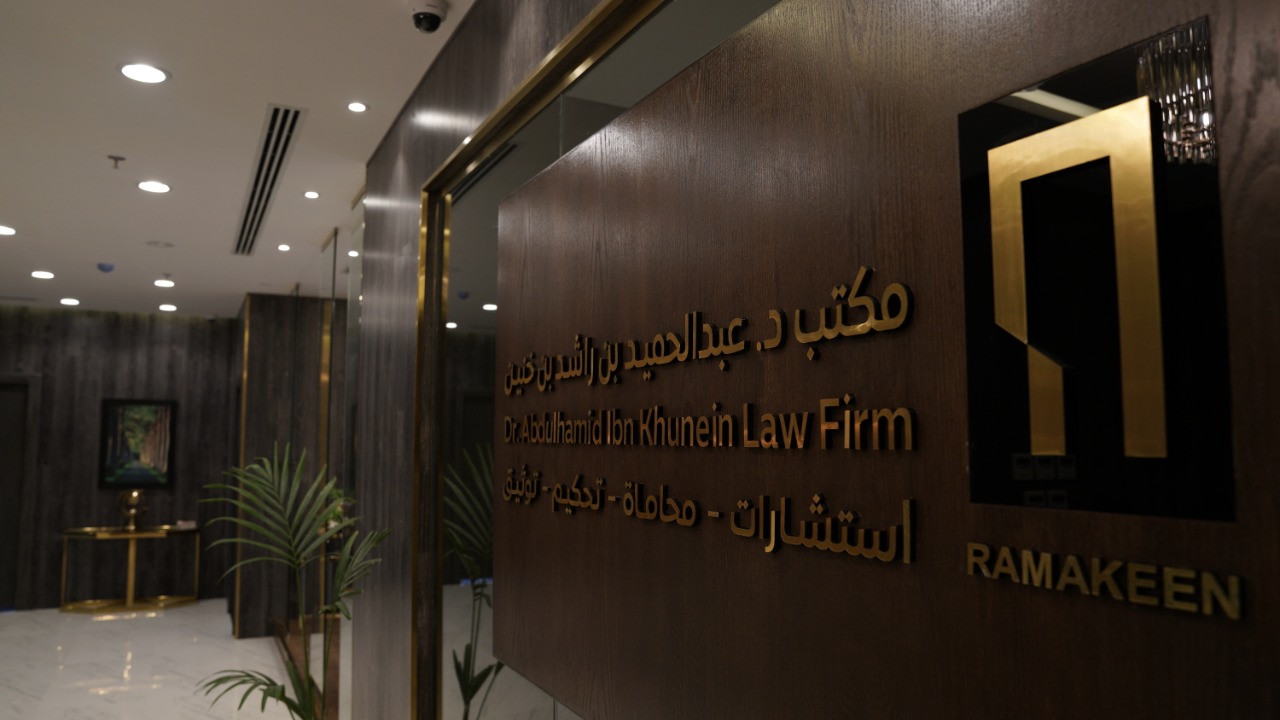 مكتب د. عبدالحميد بن راشد بن خنين
Dr. Abdulhamid Ibn Khunein Law Firm
استشارات - محاماة - تحكيم - توثيق
RAMAKEEN